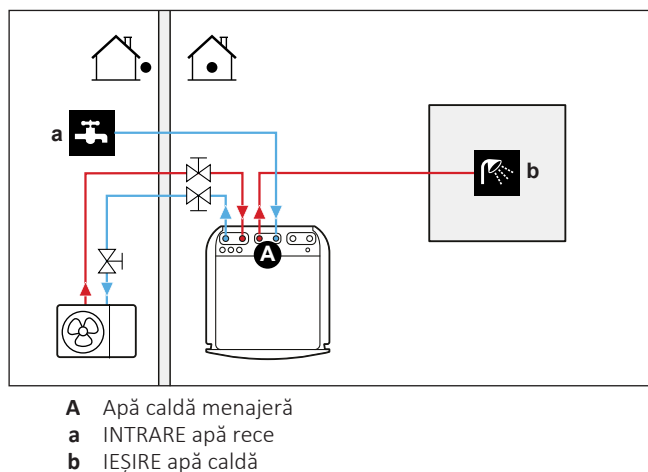 a
b
A
A Apă caldă menajeră
a INTRARE apă rece
b IEȘIRE apă caldă